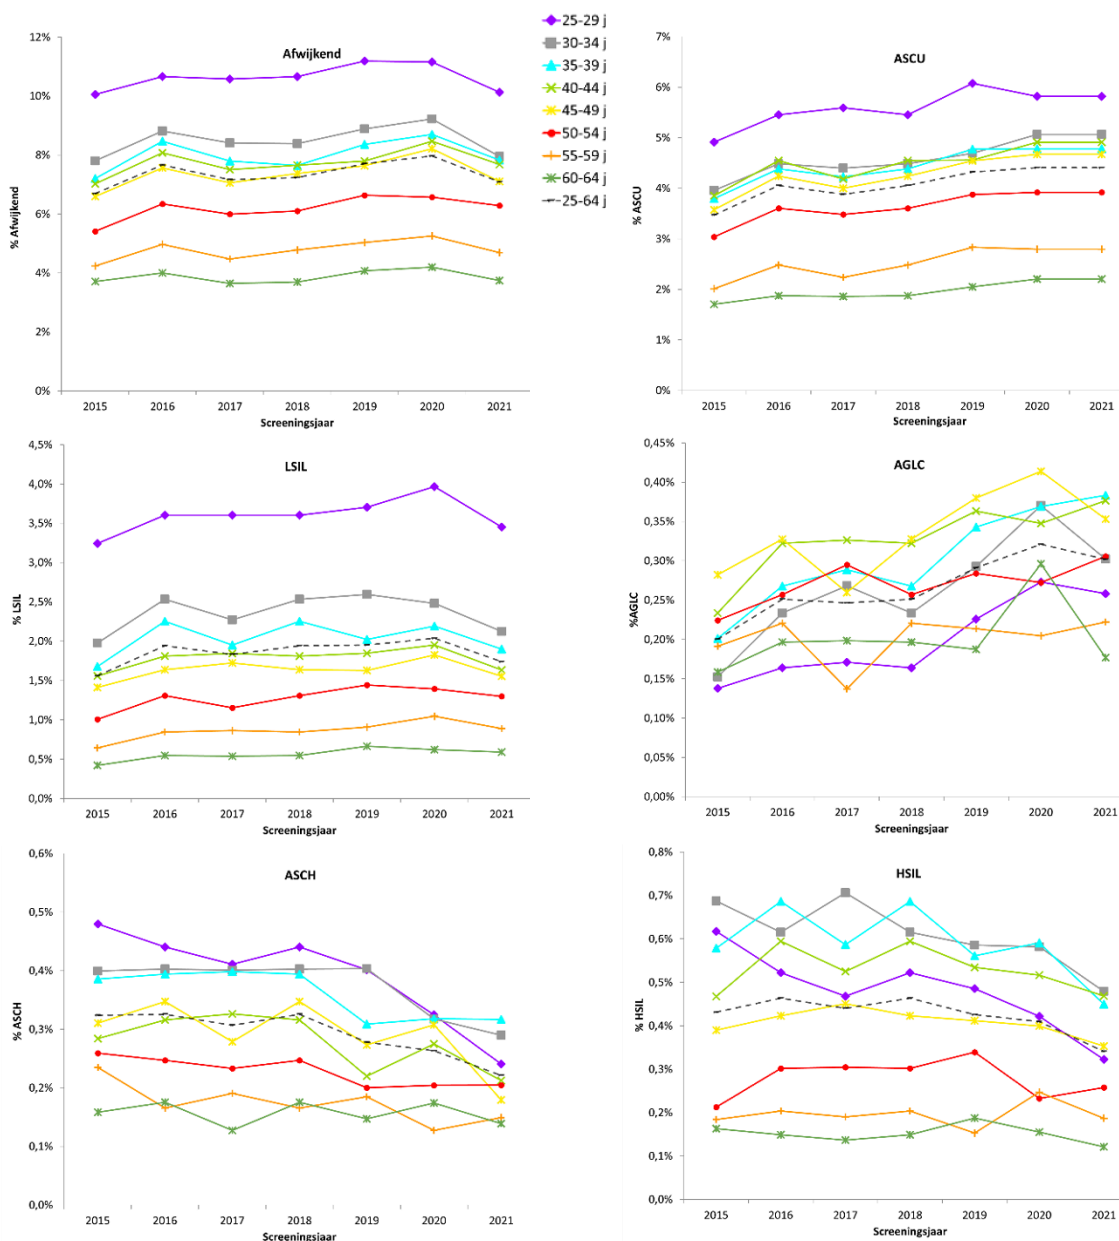 25-29 j
30-34 j
35-39 j
40-44 j
45-49 j
50-54 j
55-59 j
60-64 j
25-64 j
Afwijkend
12%
10%
8%
6%
4%
2%
0%
% Afwijkend
2015 2016 2017 2018 2019 2020 2021
Screeningsjaar
ASCU
7%
6%
5%
4%
3%
2%
1%
0%
% ASCU
2015 2016 2017 2018 2019 2020 2021
Screeningsjaar
LSIL
4,5%
4,0%
3,5%
3,0%
2,5%
2,0%
1,5%
1,0%
0,5%
0,0%
% LSIL
2015 2016 2017 2018 2019 2020 2021
Screeningsjaar
AGLC
0,45%
0,40%
0,35%
0,30%
0,25%
0,20%
0,15%
0,10%
0,05%
0,00%
%AGLC
2015 2016 2017 2018 2019 2020 2021
Screeningsjaar
ASCH
0,6%
0,5%
0,4%
0,3%
0,2%
0,1%
0,0%
% ASCH
2015 2016 2017 2018 2019 2020 2021
Screeningsjaar
HSIL
0,8%
0,7%
0,6%
0,5%
0,4%
0,3%
0,2%
0,1%
0,0%
% HSIL
2015 2016 2017 2018 2019 2020 2021
Screeningsjaar